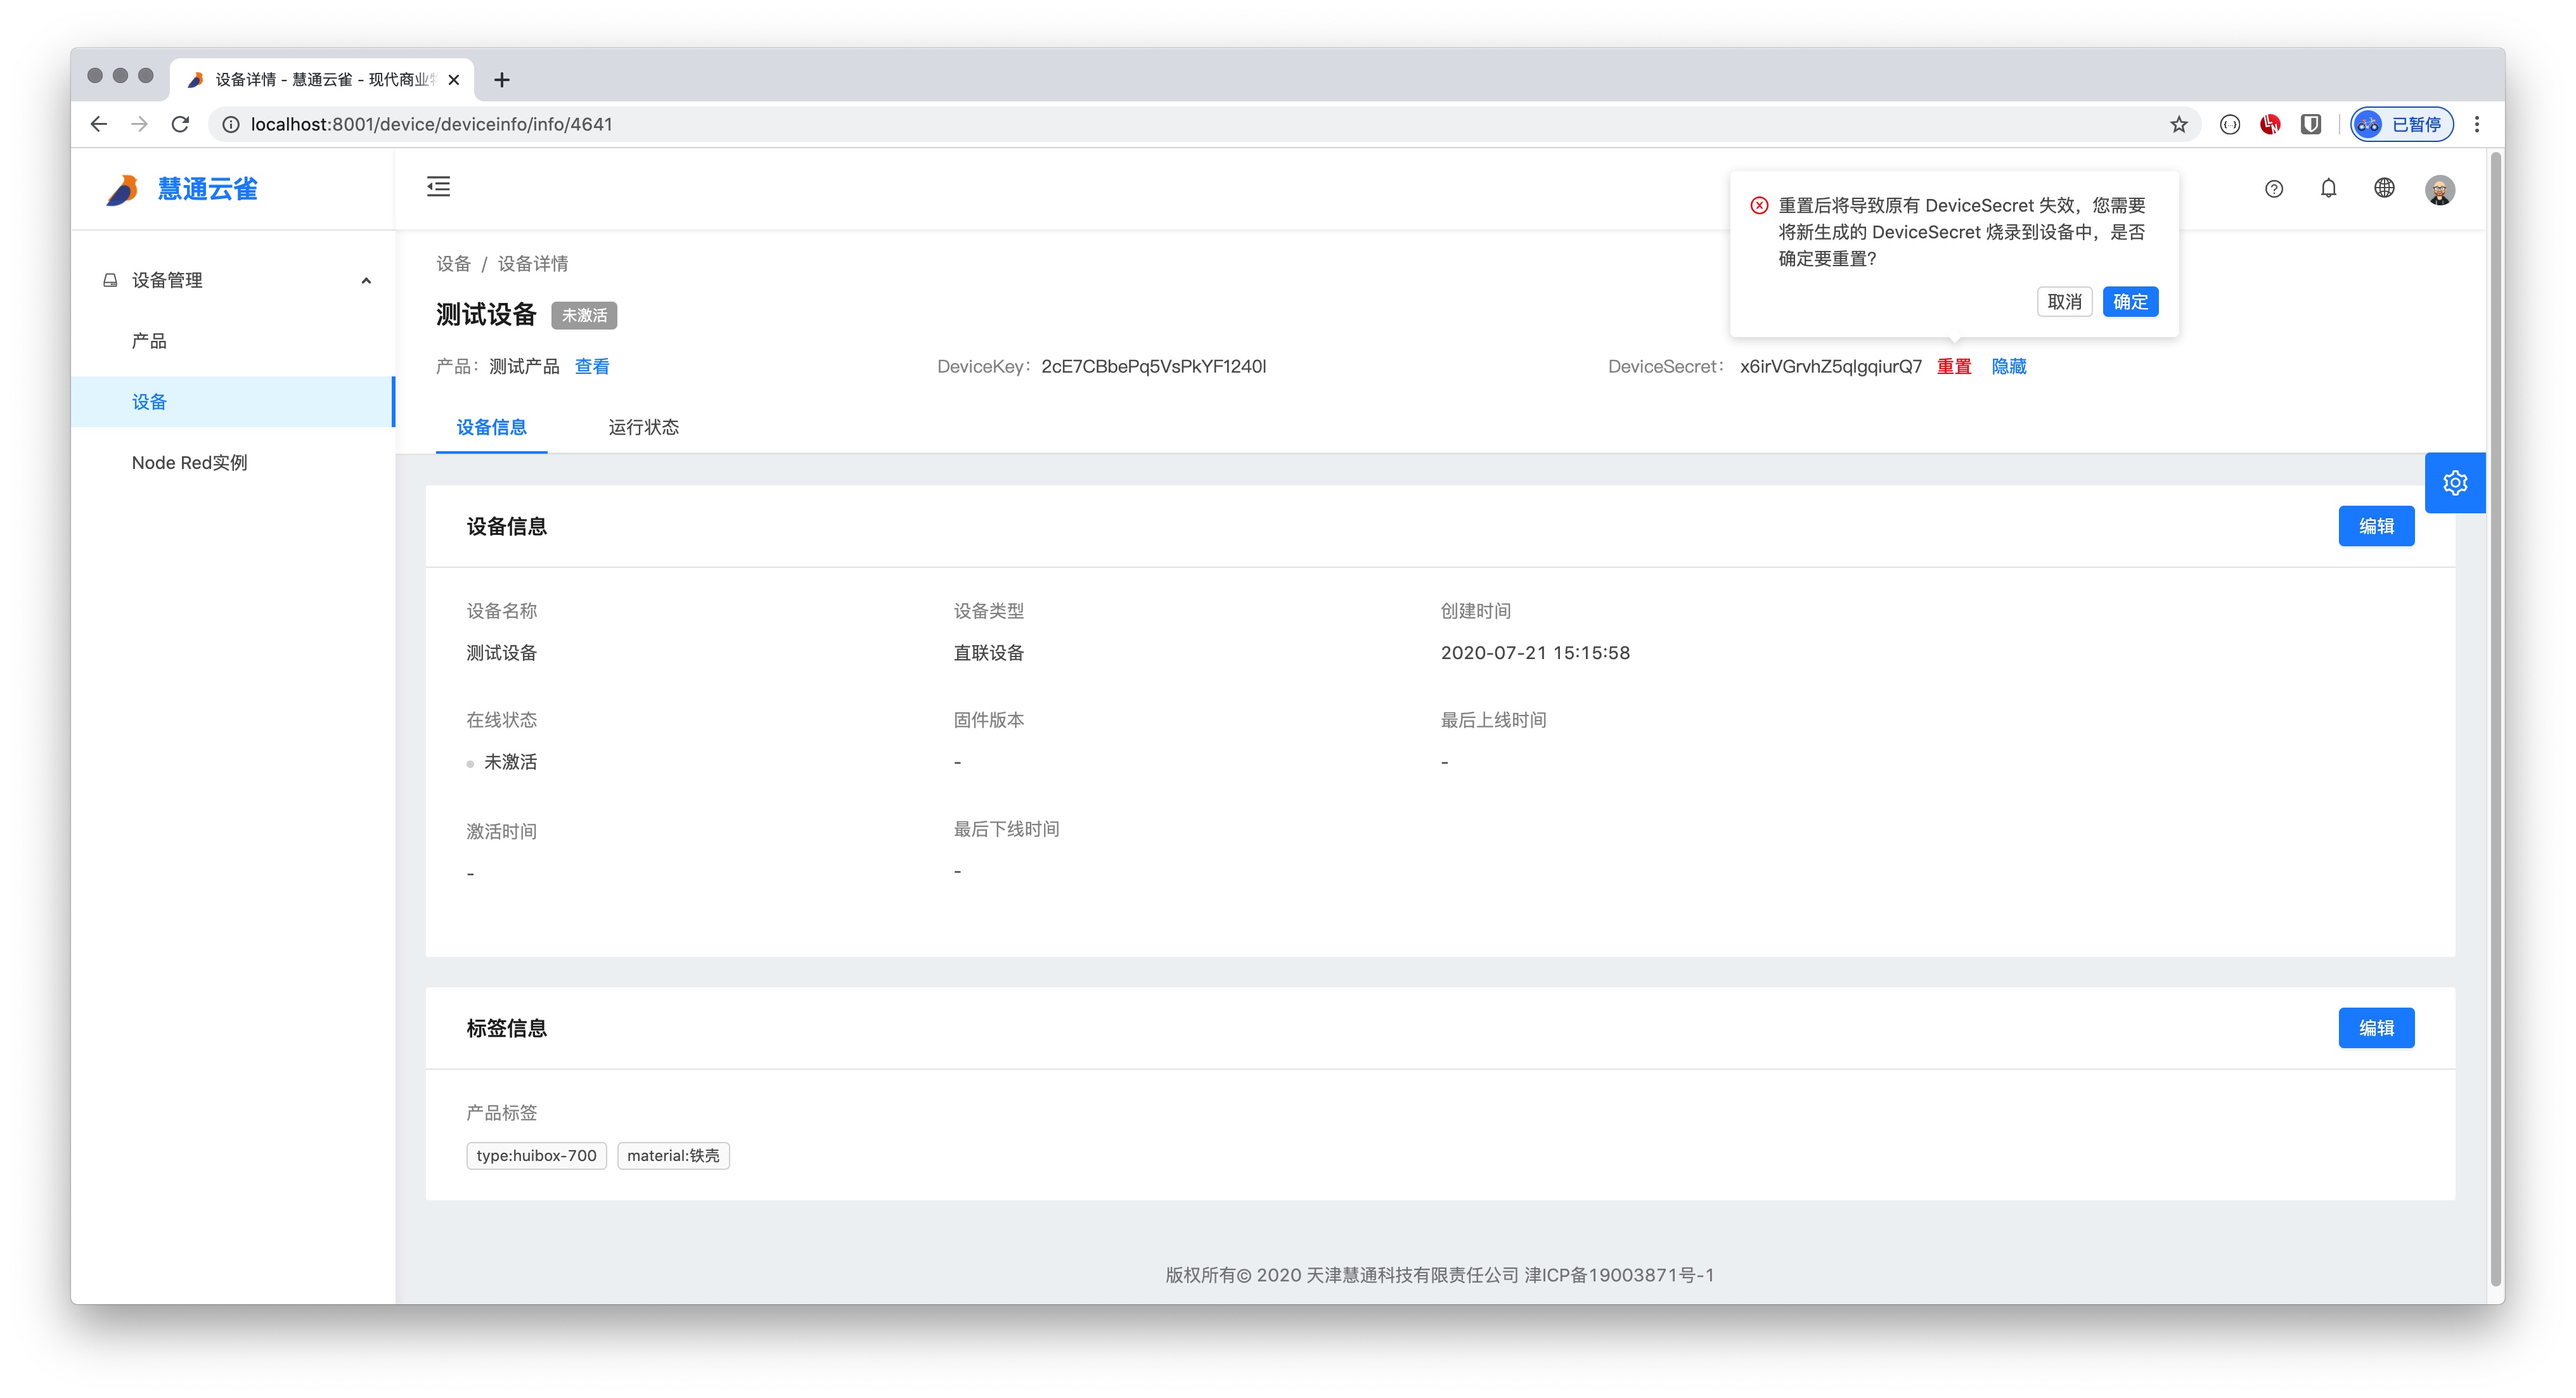 设备详情 - 慧通云雀 - 现代商业
localhost:8001/device/deviceinfo/info/4641
已暂停
慧通云雀
重置后将导致原有 DeviceSecret 失效，您需要
将新生成的 DeviceSecret 烧录到设备中，是否
确定要重置?
取消 确定
设备管理
产品
设备
Node Red实例
设备 / 设备详情
测试设备 未激活
产品： 测试产品 查看
DeviceKey： 2cE7CBbePq5VsPkYF1240l
DeviceSecret： x6irVGrvhZ5qlgqiurQ7 重置 隐藏
设备信息 运行状态
设备信息 编辑
设备名称 设备类型 创建时间
测试设备 直联设备 2020-07-21 15:15:58
在线状态 固件版本 最后上线时间
未激活 - -
激活时间 最后下线时间
- -
标签信息 编辑
产品标签
type:huibox-700 material:铁壳
版权所有© 2020 天津慧通科技有限责任公司 津ICP备19003871号-1